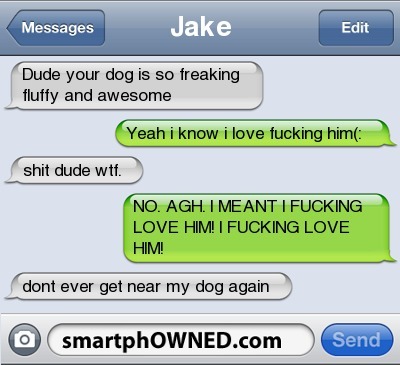 Messages
Jake
Edit
Dude your dog is so freaking
fluffy and awesome
Yeah i know i love fucking him(:
shit dude wtf.
NO. AGH. I MEANT I FUCKING
LOVE HIM! I FUCKING LOVE
HIM!
dont ever get near my dog again
smartphOWNED.com
Send